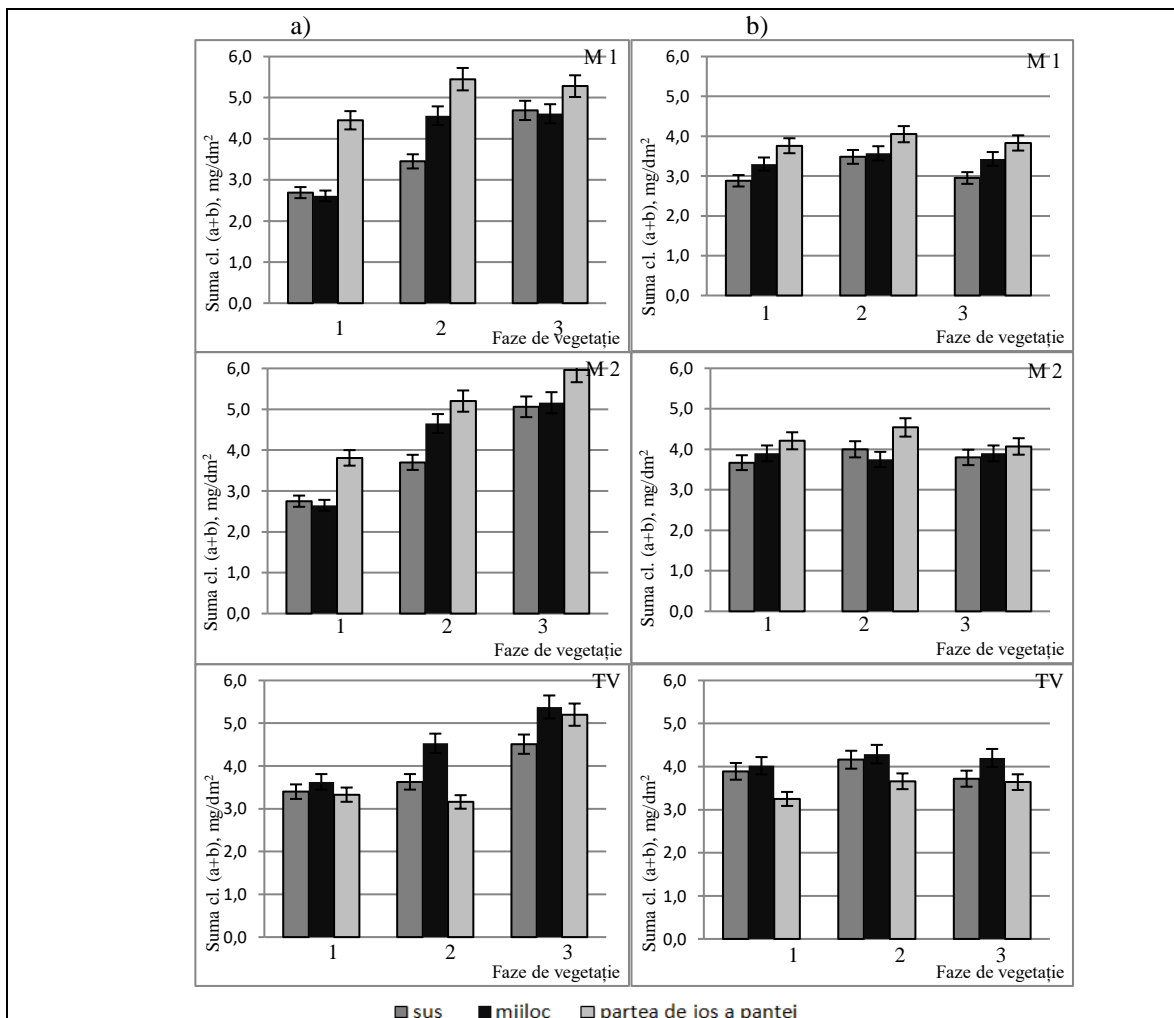 a)
b)
M 1
6,0
5,0
4,0
3,0
2,0
1,0
0,0
Suma cl. (a+b), mg/dm²
1 2 3
Faze de vegetație
M 1
6,0
5,0
4,0
3,0
2,0
1,0
0,0
Suma cl. (a+b), mg/dm²
1 2 3
Faze de vegetație
M 2
6,0
5,0
4,0
3,0
2,0
1,0
0,0
Suma cl. (a+b), mg/dm²
1 2 3
Faze de vegetație
M 2
6,0
5,0
4,0
3,0
2,0
1,0
0,0
Suma cl. (a+b), mg/dm²
1 2 3
Faze de vegetație
TV
6,0
5,0
4,0
3,0
2,0
1,0
0,0
Suma cl. (a+b), mg/dm²
1 2 3
Faze de vegetație
TV
6,0
5,0
4,0
3,0
2,0
1,0
0,0
Suma cl. (a+b), mg/dm²
1 2 3
Faze de vegetație
sus mijloc partea de jos a pantei